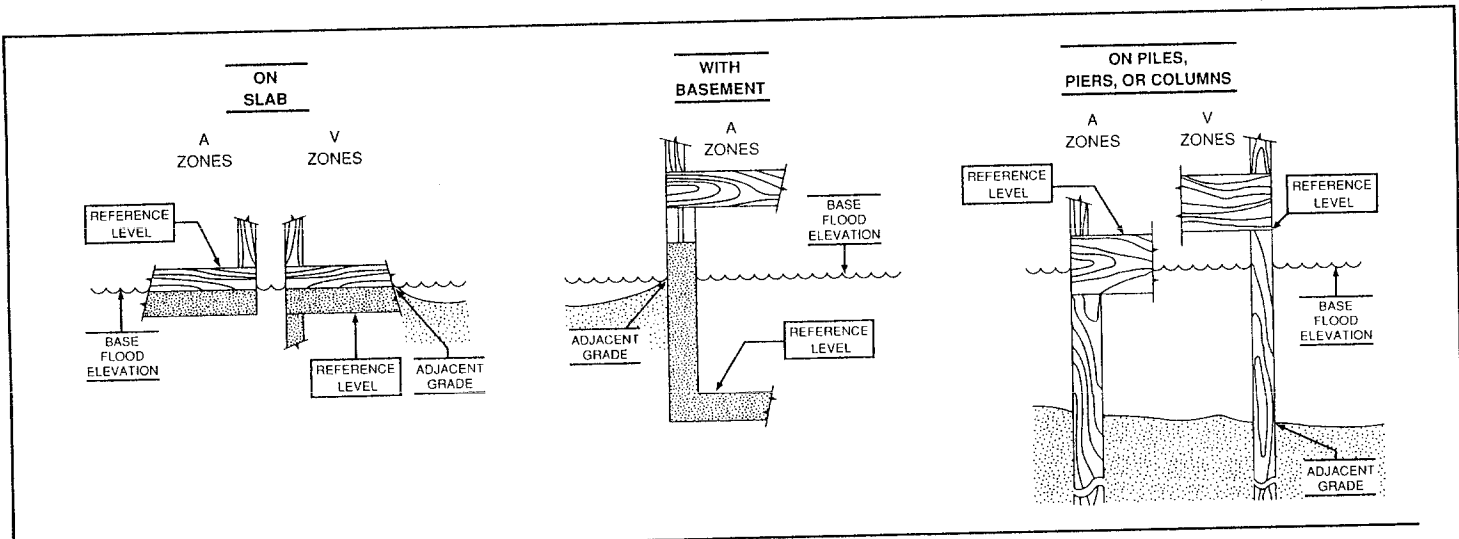 ON
SLAB
A
ZONES
V
ZONES
REFERENCE
LEVEL
BASE
FLOOD
ELEVATION
REFERENCE
LEVEL
ADJACENT
GRADE
WITH
BASEMENT
A
ZONES
BASE
FLOOD
ELEVATION
ADJACENT
GRADE
REFERENCE
LEVEL
ON PILES,
PIERS, OR COLUMNS
A
ZONES
V
ZONES
REFERENCE
LEVEL
REFERENCE
LEVEL
BASE
FLOOD
ELEVATION
ADJACENT
GRADE